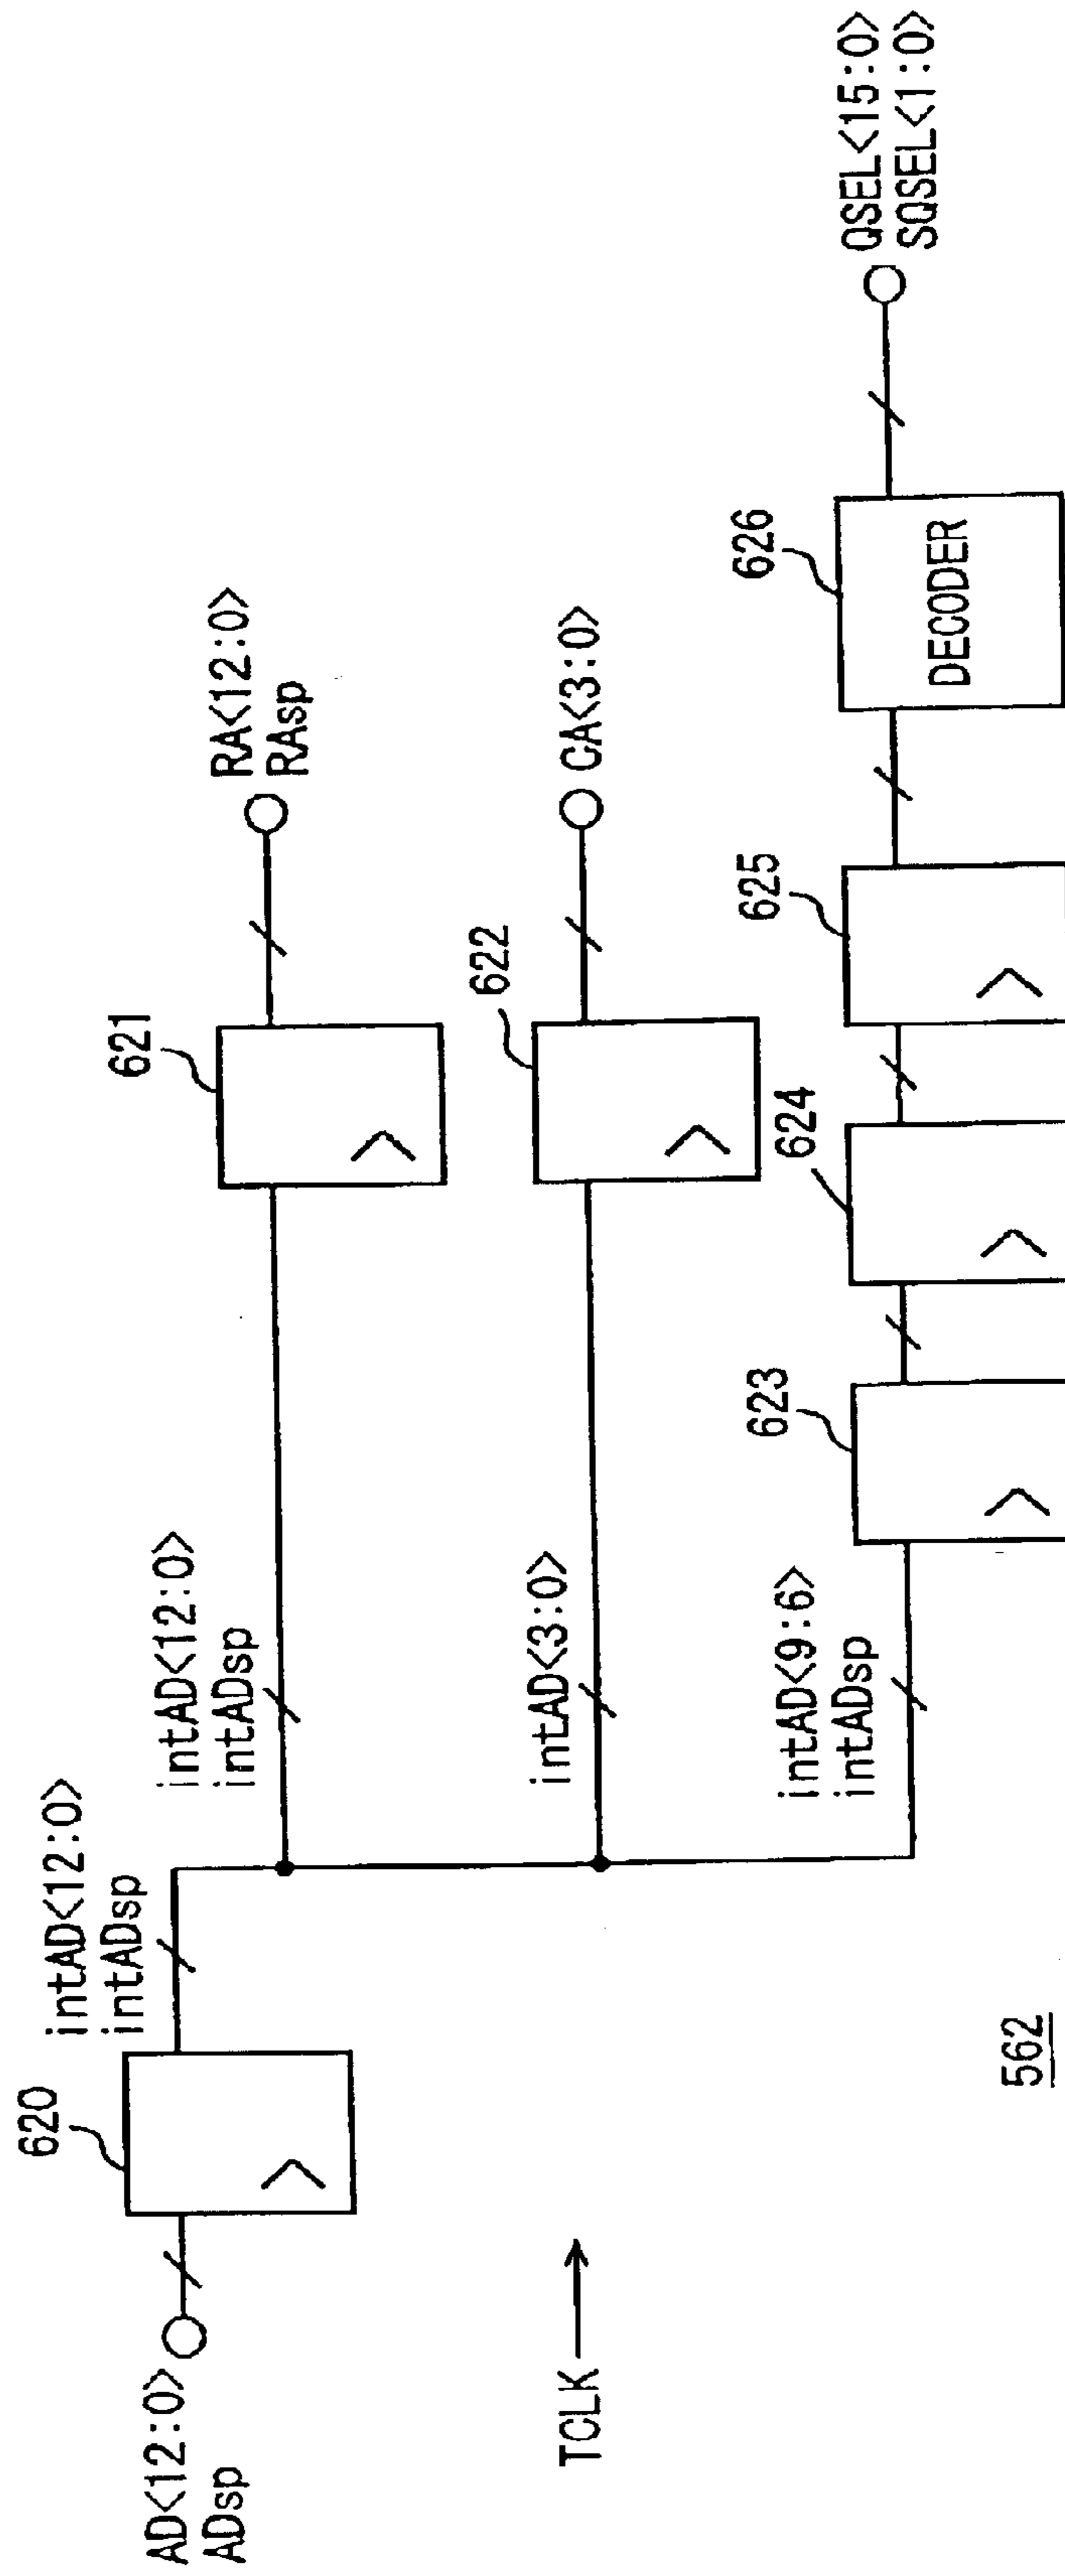 AD<12:0>
ADsp
620
intAD<12:0>
intADsp
intAD<12:0>
intADsp
621
RA<12:0>
RAsp
intAD<3:0>
622
CA<3:0>
TCLK
intAD<9:6>
intADsp
623
624
625
626
DECODER
QSEL<15:0>
SQSEL<1:0>
562